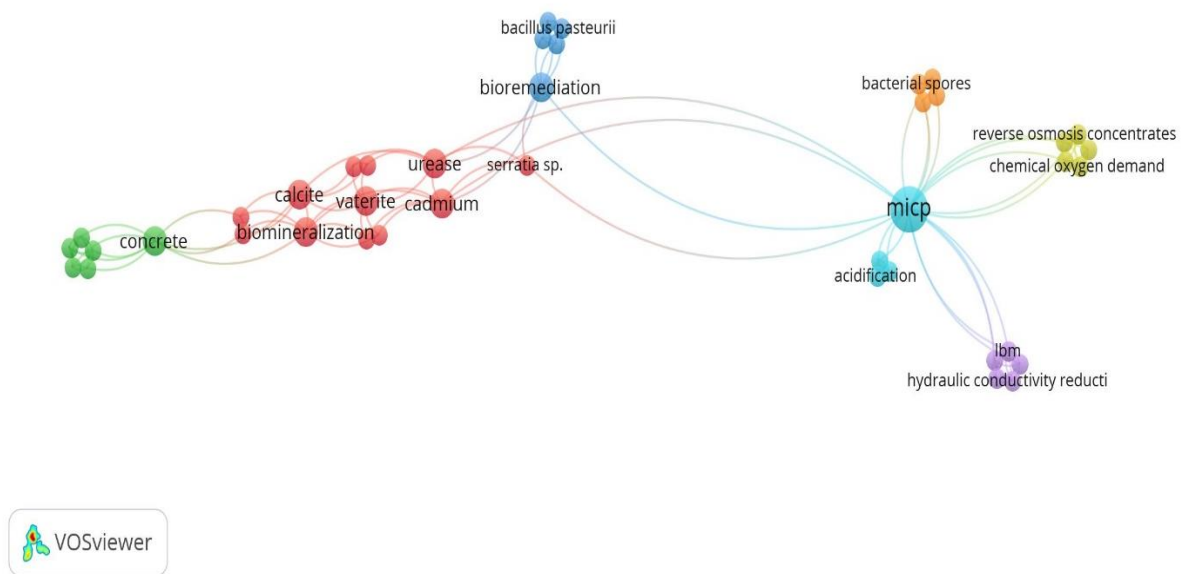 bacillus pasteurii
bioremediation
bacterial spores
reverse osmosis concentrates
chemical oxygen demand
urease
serratia sp.
calcite
vaterite
cadmium
micp
biomineralization
concrete
acidification
lbm
hydraulic conductivity reducti
VOSviewer